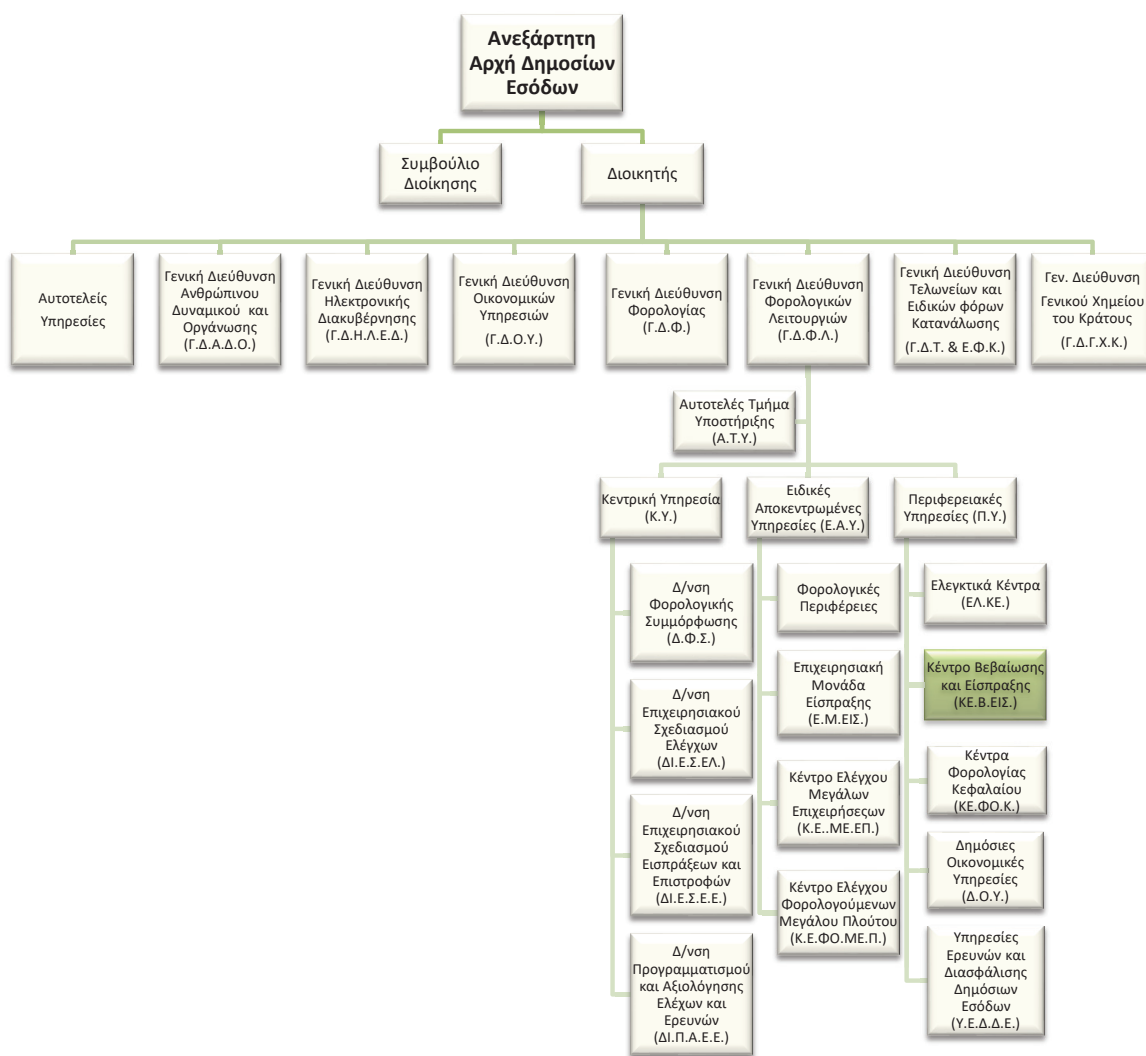 Ανεξάρτητη
Αρχή Δημοσίων
Εσόδων
Συμβούλιο
Διοίκησης
Διοικητής
Αυτοτελείς
Υπηρεσίες
Γενική Διεύθυνση
Ανθρώπινου
Δυναμικού και
Οργάνωσης
(Γ.Δ.Α.Δ.Ο.)
Γενική Διεύθυνση
Ηλεκτρονικής
Διακυβέρνησης
(Γ.Δ.Η.Λ.Ε.Δ.)
Γενική Διεύθυνση
Οικονομικών
Υπηρεσιών
(Γ.Δ.Ο.Υ.)
Γενική Διεύθυνση
Φορολογίας
(Γ.Δ.Φ.)
Γενική Διεύθυνση
Φορολογικών
Λειτουργιών
(Γ.Δ.Φ.Λ.)
Γενική Διεύθυνση
Τελωνείων και
Ειδικών φόρων
Κατανάλωσης
(Γ.Δ.Τ. & Ε.Φ.Κ.)
Γεν. Διεύθυνση
Γενικού Χημείου
του Κράτους
(Γ.Δ.Γ.Χ.Κ.)
Αυτοτελές Τμήμα
Υποστήριξης
(Α.Τ.Υ.)
Κεντρική Υπηρεσία
(Κ.Υ.)
Ειδικές
Αποκεντρωμένες
Υπηρεσίες (Ε.Α.Υ.)
Περιφερειακές
Υπηρεσίες (Π.Υ.)
Δ/νση
Φορολογικής
Συμμόρφωσης
(Δ.Φ.Σ.)
Δ/νση
Επιχειρησιακού
Σχεδιασμού
Ελέγχων
(ΔΙ.Ε.Σ.ΕΛ.)
Δ/νση
Επιχειρησιακού
Σχεδιασμού
Εισπράξεων και
Επιστροφών
(ΔΙ.Ε.Σ.Ε.Ε.)
Δ/νση
Προγραμματισμού
και Αξιολόγησης
Ελέχων και
Ερευνών
(ΔΙ.Π.Α.Ε.Ε.)
Φορολογικές
Περιφέρειες
Επιχειρησιακή
Μονάδα
Είσπραξης
(Ε.Μ.ΕΙΣ.)
Κέντρο Ελέγχου
Μεγάλων
Επιχειρήσεςων
(Κ.Ε..ΜΕ.ΕΠ.)
Κέντρο Ελέγχου
Φορολογούμενων
Μεγάλου Πλούτου
(Κ.Ε.ΦΟ.ΜΕ.Π.)
Ελεγκτικά Κέντρα
(ΕΛ.ΚΕ.)
Κέντρο Βεβαίωσης
και Είσπραξης
(ΚΕ.Β.ΕΙΣ.)
Κέντρα
Φορολογίας
Κεφαλαίου
(ΚΕ.ΦΟ.Κ.)
Δημόσιες
Οικονομικές
Υπηρεσίες
(Δ.Ο.Υ.)
Υπηρεσίες
Ερευνών και
Διασφάλισης
Δημόσιων
Εσόδων
(Υ.Ε.Δ.Δ.Ε.)